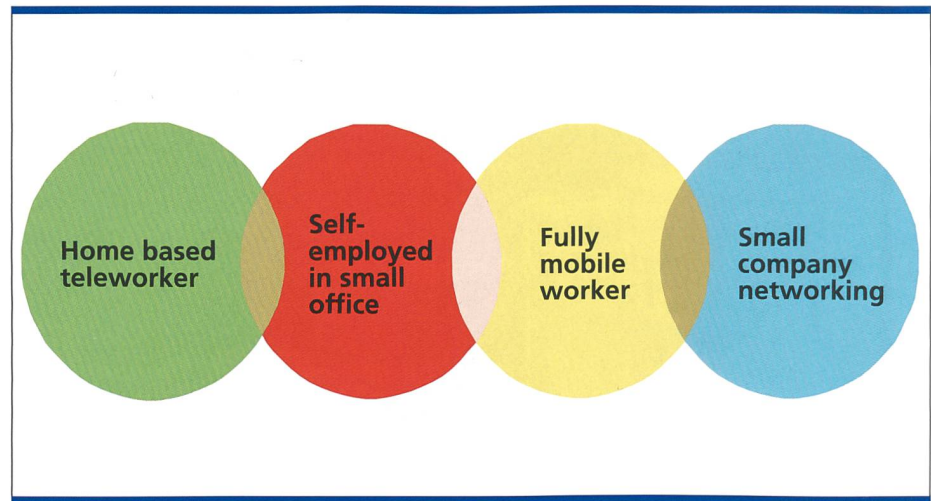 Home based
teleworker
Self-
employed
in small
office
Fully
mobile
worker
Small
company
networking